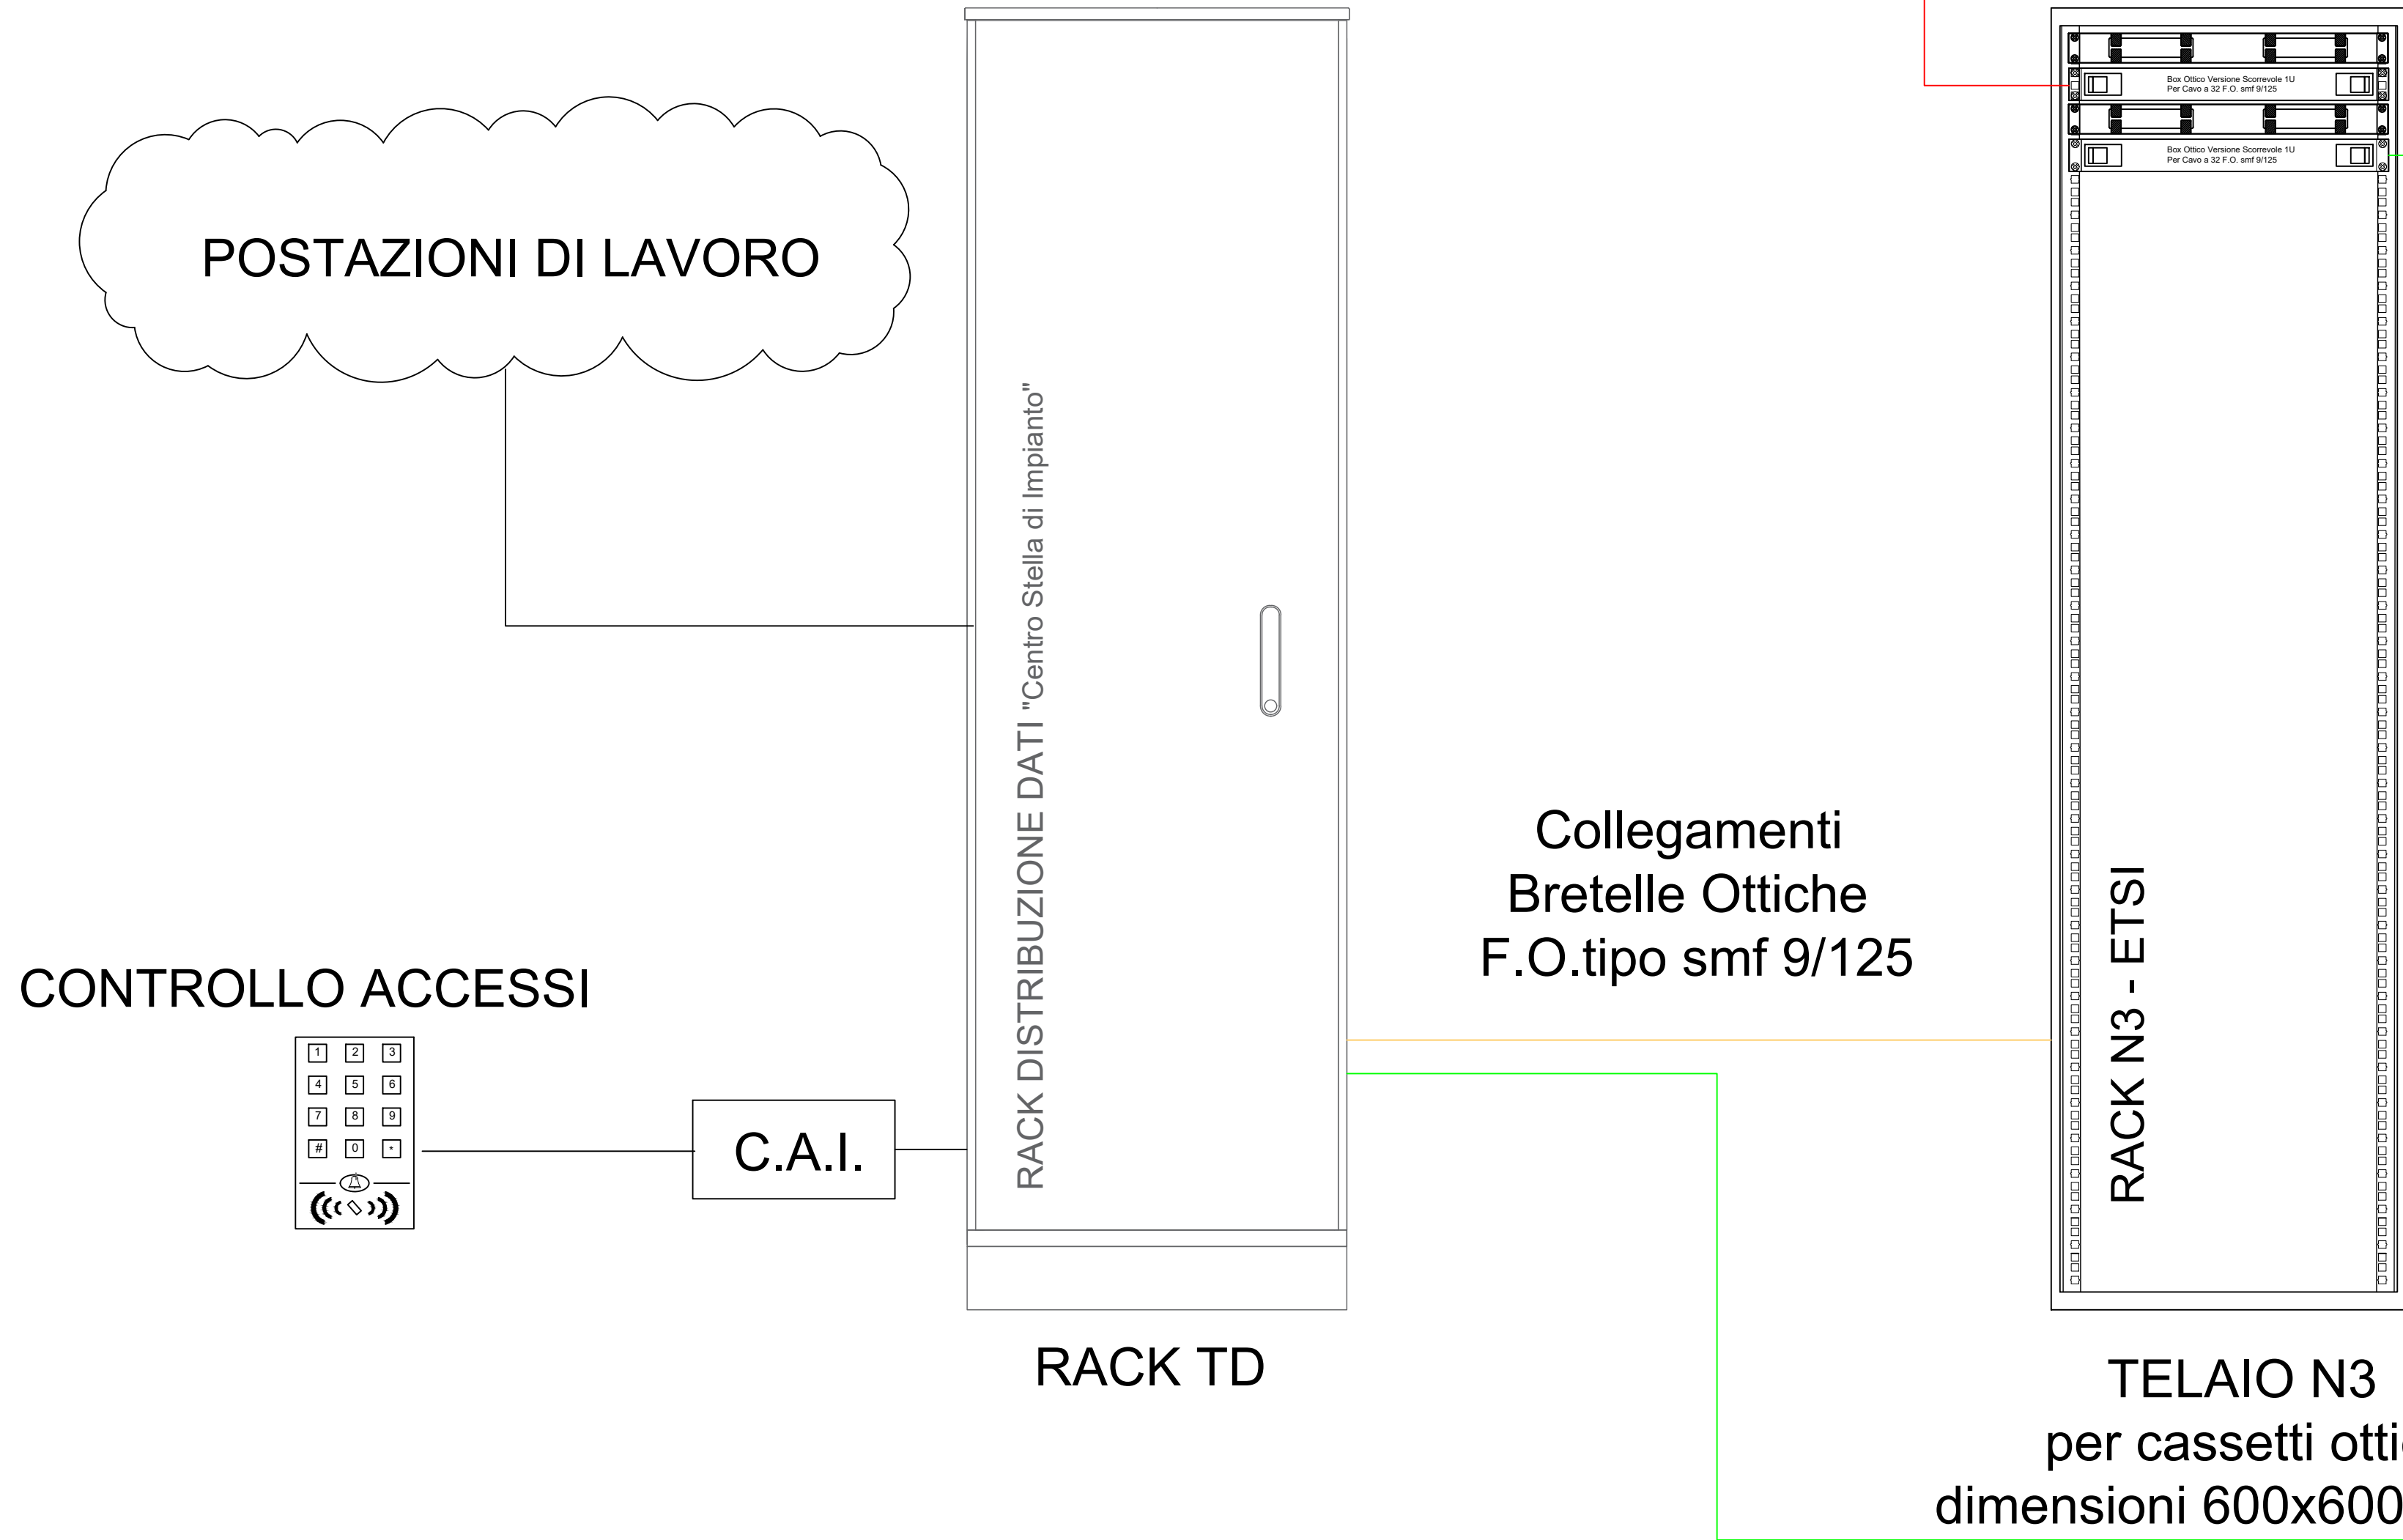 Box Ottico Versione Scorrevole 1U
Per Cavo a 32 F.O. smf 9/125
Box Ottico Versione Scorrevole 1U
Per Cavo a 32 F.O. smf 9/125
POSTAZIONI DI LAVORO
RACK DISTRIBUZIONE DATI "Centro Stella di Impianto"
Collegamenti
Bretelle Ottiche
F.O.tipo smf 9/125
RACK N3 - ETSI
CONTROLLO ACCESSI
1 2 3
4 5 6
7 8 9
# 0 *
C.A.I.
RACK TD
TELAIO N3
per cassetti
dimensioni 600x600